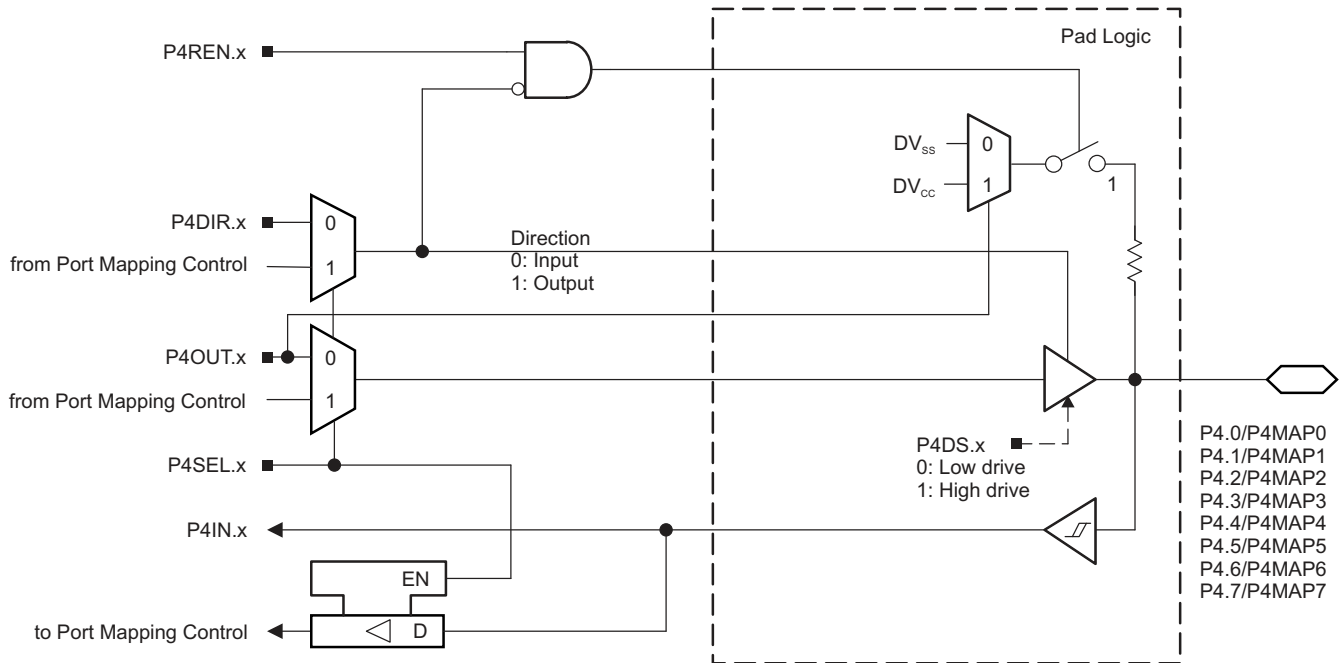 Pad Logic
P4REN.x
DVSS
0
DVCC
1
1
P4DIR.x
0
from Port Mapping Control
1
Direction
0: Input
1: Output
P4OUT.x
0
from Port Mapping Control
1
P4SEL.x
P4DS.x
0: Low drive
1: High drive
P4.0/P4MAP0
P4.1/P4MAP1
P4.2/P4MAP2
P4.3/P4MAP3
P4.4/P4MAP4
P4.5/P4MAP5
P4.6/P4MAP6
P4.7/P4MAP7
P4IN.x
EN
to Port Mapping Control
D